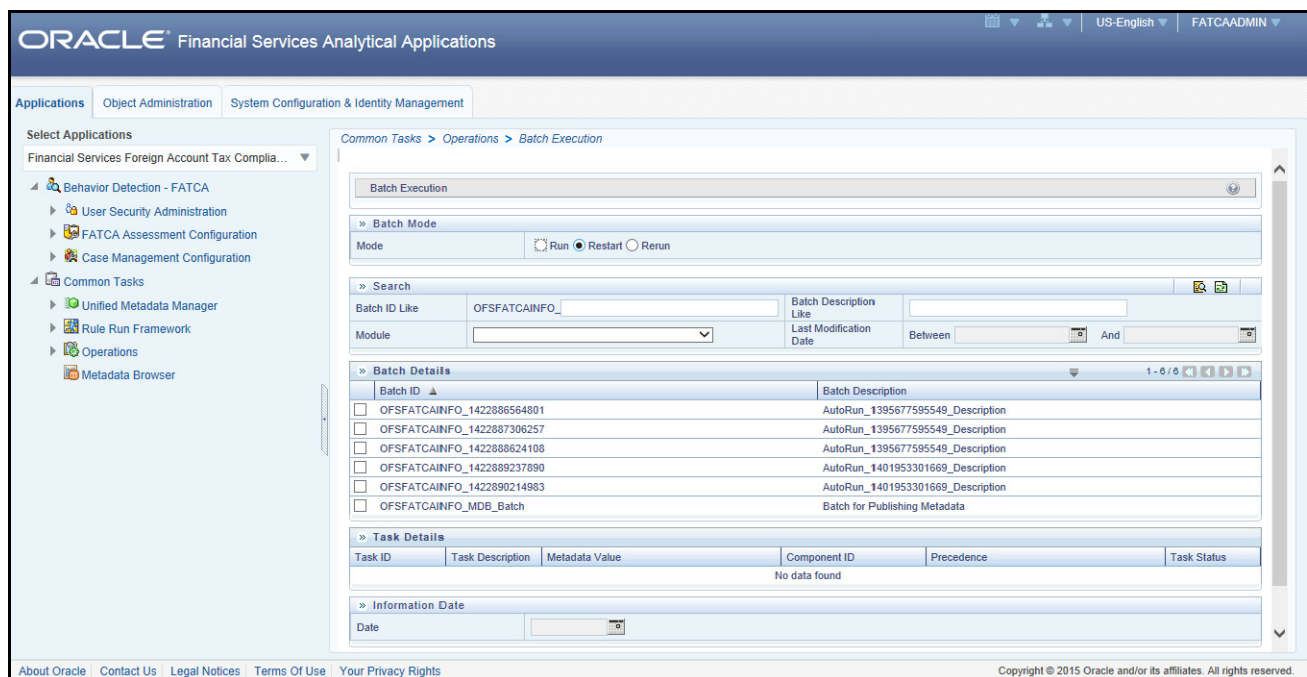 US-English FATCAADMIN
ORACLE® Financial Services Analytical Applications
Applications Object Administration System Configuration & Identity Management
Select Applications
Financial Services Foreign Account Tax Complia...
Behavior Detection - FATCA
User Security Administration
FATCA Assessment Configuration
Case Management Configuration
Common Tasks
Unified Metadata Manager
Rule Run Framework
Operations
Metadata Browser
Common Tasks > Operations > Batch Execution
Batch Execution
» Batch Mode
Mode Run Restart Rerun
» Search
Batch ID Like OFSFATCAINFO_ Batch Description Like
Module Last Modification Date Between And
» Batch Details 1 - 6 / 6
Batch ID Batch Description
OFSFATCAINFO_1422886564801 AutoRun_1395677595549_Description
OFSFATCAINFO_1422887306257 AutoRun_1395677595549_Description
OFSFATCAINFO_1422888624108 AutoRun_1395677595549_Description
OFSFATCAINFO_1422889237890 AutoRun_1401953301669_Description
OFSFATCAINFO_1422890214983 AutoRun_1401953301669_Description
OFSFATCAINFO_MDB_Batch Batch for Publishing Metadata
» Task Details
Task ID Task Description Metadata Value Component ID Precedence Task Status
No data found
» Information Date
Date
About Oracle Contact Us Legal Notices Terms Of Use Your Privacy Rights Copyright © 2015 Oracle and/or its affiliates. All rights reserved.